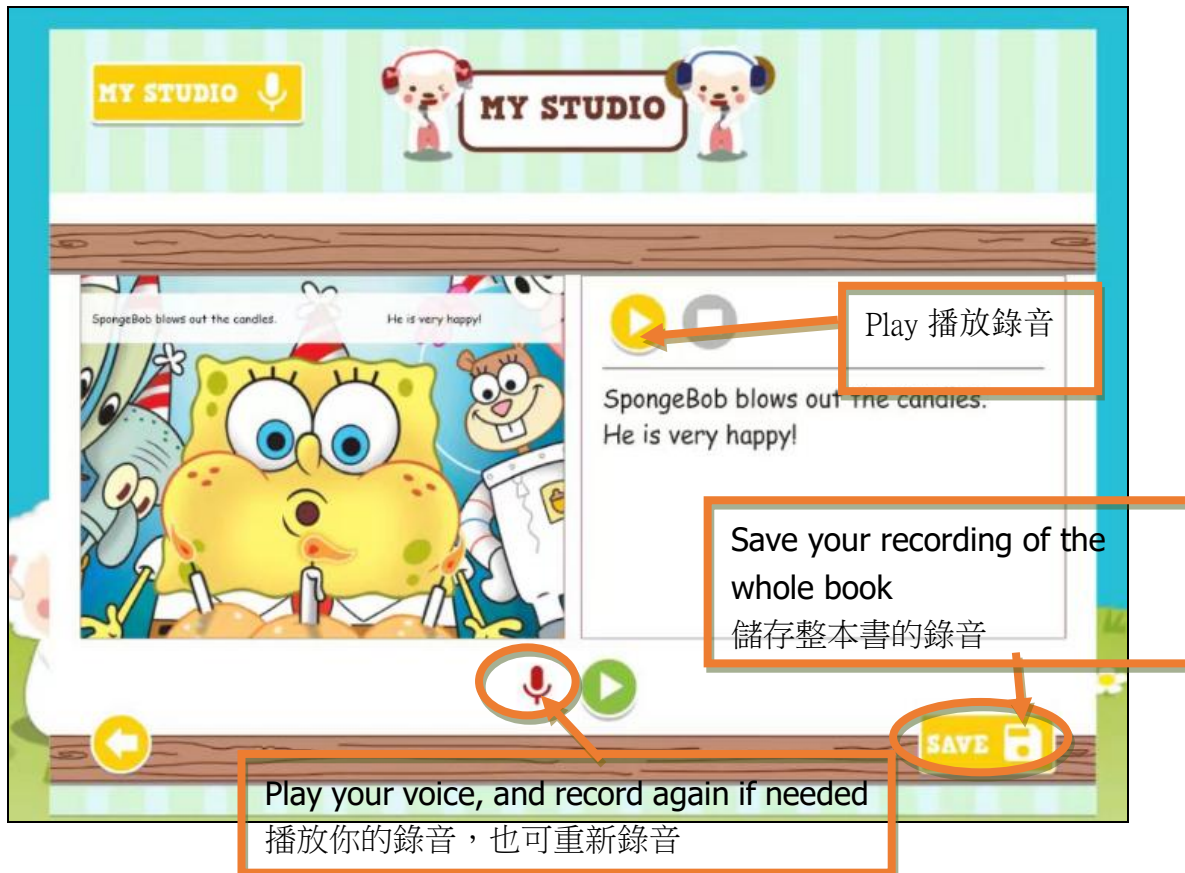 MY STUDIO
MY STUDIO
SpongeBob blows out the candles. He is very happy!
Play 播放錄音
SpongeBob blows out the candles.
He is very happy!
Save your recording of the
whole book
儲存整本書的錄音
SAVE
Play your voice, and record again if needed
播放你的錄音，也可重新錄音